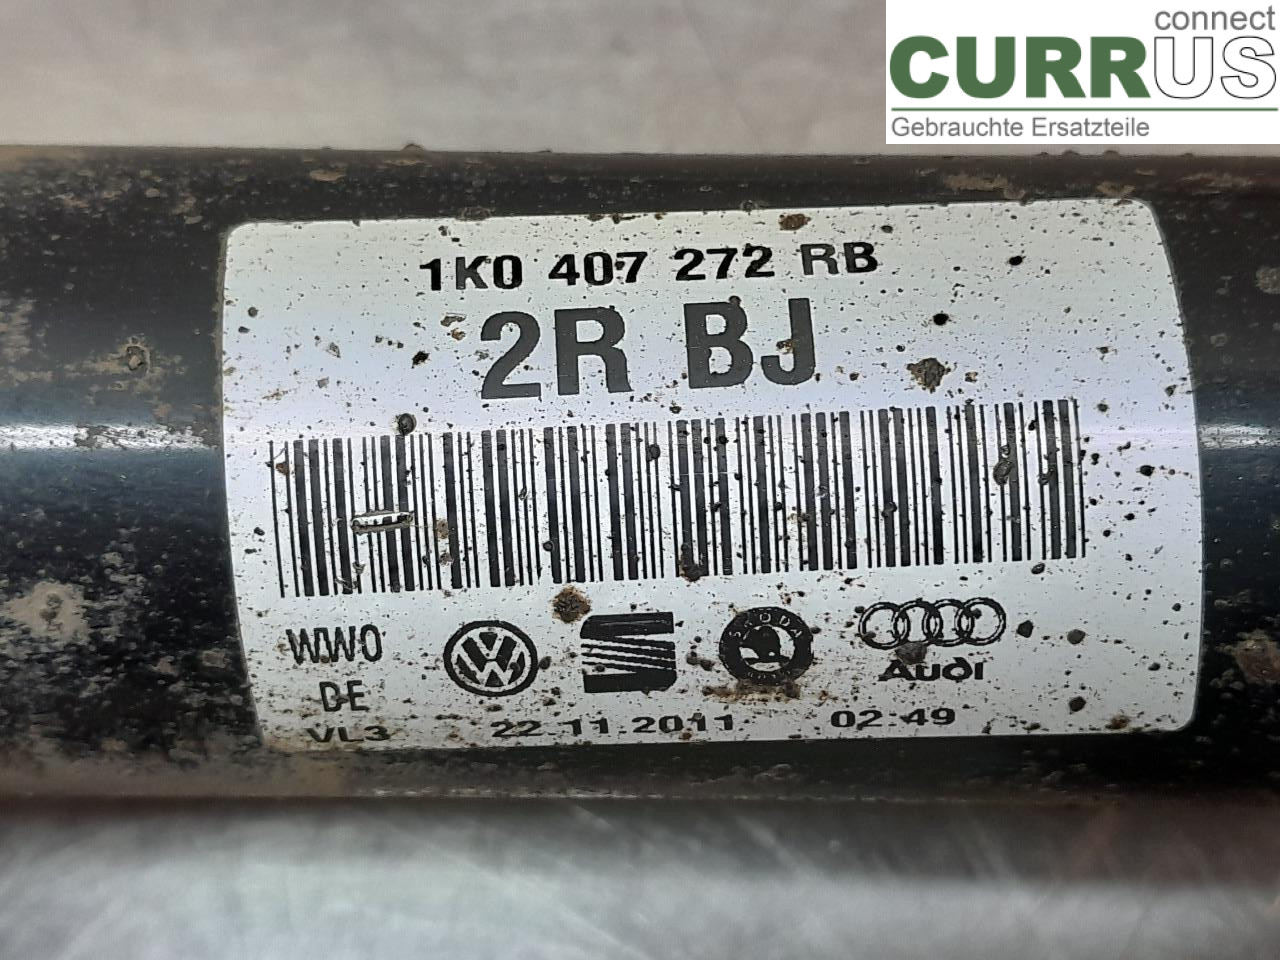 connect
CURRUS
Gebrauchte Ersatzteile
1K0 407 272 RB
2R BJ
WW0
DE
VL3
SKODA
Audi
22.11.2011 02:49